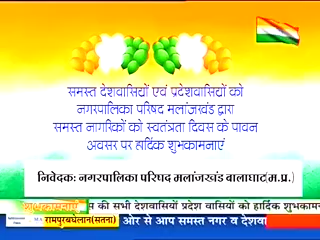 समस्त देशवासियों एवं प्रदेशवासियों को
नगरपालिका परिषद मलांजखंड द्वारा
समस्त नागरिकों को स्वतंत्रता दिवस के पावन
अवसर पर हार्दिक शुभकामनाएं
निवेदक: नगरपालिका परिषद मलांजखंड बालाघाट(म.प्र.)
शुभकामनाएँ म की सभी देशवासियों प्रदेश वासियों को हार्दिक शुभकामन
रामपुरबघेलान(सतना) ओर से आप समस्त नगर व देशवा